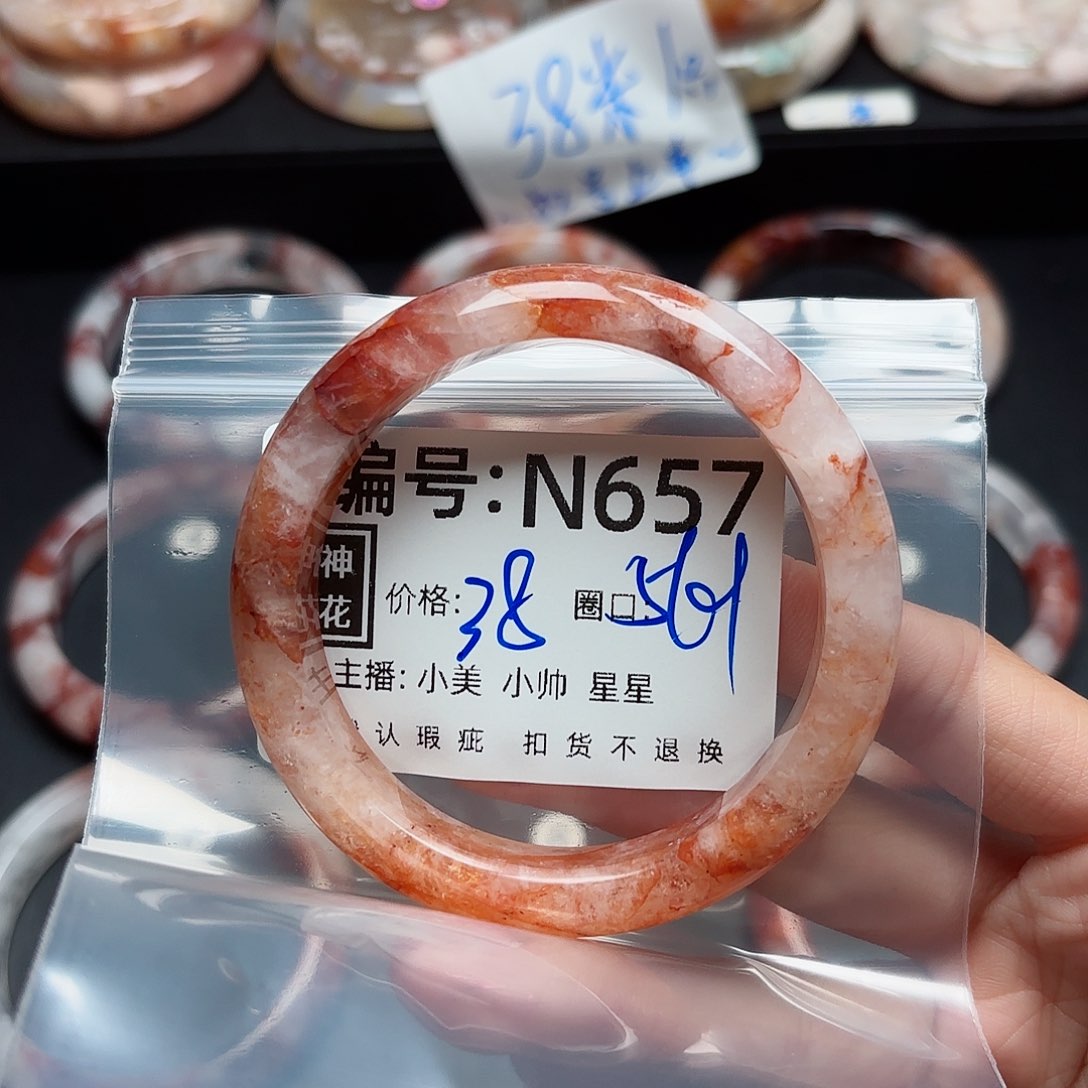 38米
编号:N657
神
花
价格:38 圈口:561
主播:小美 小帅 星星
认瑕疵 扣货不退换